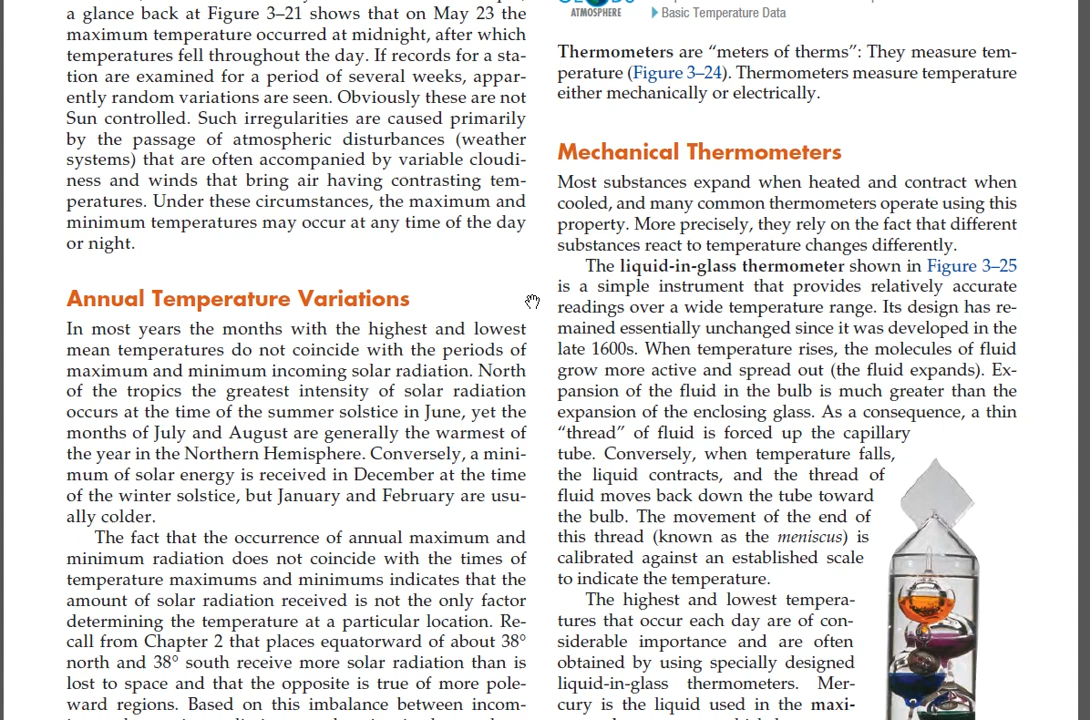 a glance back at Figure 3–21 shows that on May 23 the
maximum temperature occurred at midnight, after which
temperatures fell throughout the day. If records for a sta-
tion are examined for a period of several weeks, appar-
ently random variations are seen. Obviously these are not
Sun controlled. Such irregularities are caused primarily
by the passage of atmospheric disturbances (weather
systems) that are often accompanied by variable cloudi-
ness and winds that bring air having contrasting tem-
peratures. Under these circumstances, the maximum and
minimum temperatures may occur at any time of the day
or night.
Annual Temperature Variations
In most years the months with the highest and lowest
mean temperatures do not coincide with the periods of
maximum and minimum incoming solar radiation. North
of the tropics the greatest intensity of solar radiation
occurs at the time of the summer solstice in June, yet the
months of July and August are generally the warmest of
the year in the Northern Hemisphere. Conversely, a mini-
mum of solar energy is received in December at the time
of the winter solstice, but January and February are usu-
ally colder.
The fact that the occurrence of annual maximum and
minimum radiation does not coincide with the times of
temperature maximums and minimums indicates that the
amount of solar radiation received is not the only factor
determining the temperature at a particular location. Re-
call from Chapter 2 that places equatorward of about 38°
north and 38° south receive more solar radiation than is
lost to space and that the opposite is true of more pole-
ward regions. Based on this imbalance between incom-
ATMOSPHERE
Basic Temperature Data
Thermometers are “meters of therms”: They measure tem-
perature (Figure 3–24). Thermometers measure temperature
either mechanically or electrically.
Mechanical Thermometers
Most substances expand when heated and contract when
cooled, and many common thermometers operate using this
property. More precisely, they rely on the fact that different
substances react to temperature changes differently.
The liquid-in-glass thermometer shown in Figure 3–25
is a simple instrument that provides relatively accurate
readings over a wide temperature range. Its design has re-
mained essentially unchanged since it was developed in the
late 1600s. When temperature rises, the molecules of fluid
grow more active and spread out (the fluid expands). Ex-
pansion of the fluid in the bulb is much greater than the
expansion of the enclosing glass. As a consequence, a thin
“thread” of fluid is forced up the capillary
tube. Conversely, when temperature falls,
the liquid contracts, and the thread of
fluid moves back down the tube toward
the bulb. The movement of the end of
this thread (known as the meniscus) is
calibrated against an established scale
to indicate the temperature.
The highest and lowest tempera-
tures that occur each day are of con-
siderable importance and are often
obtained by using specially designed
liquid-in-glass thermometers. Mer-
cury is the liquid used in the maxi-